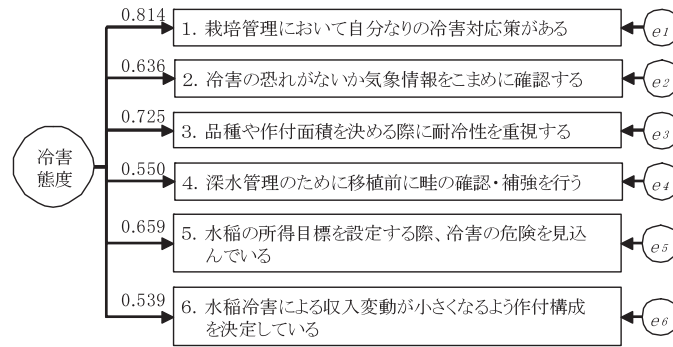 0.814
1. 栽培管理において自分なりの冷害対応策がある
e1
0.636
2. 冷害の恐れがないか気象情報をこまめに確認する
e2
0.725
3. 品種や作付面積を決める際に耐冷性を重視する
e3
冷害
態度
0.550
4. 深水管理のために移植前に畦の確認・補強を行う
e4
0.659
5. 水稲の所得目標を設定する際、冷害の危険を見込
んでいる
e5
0.539
6. 水稲冷害による収入変動が小さくなるよう作付構成
を決定している
e6